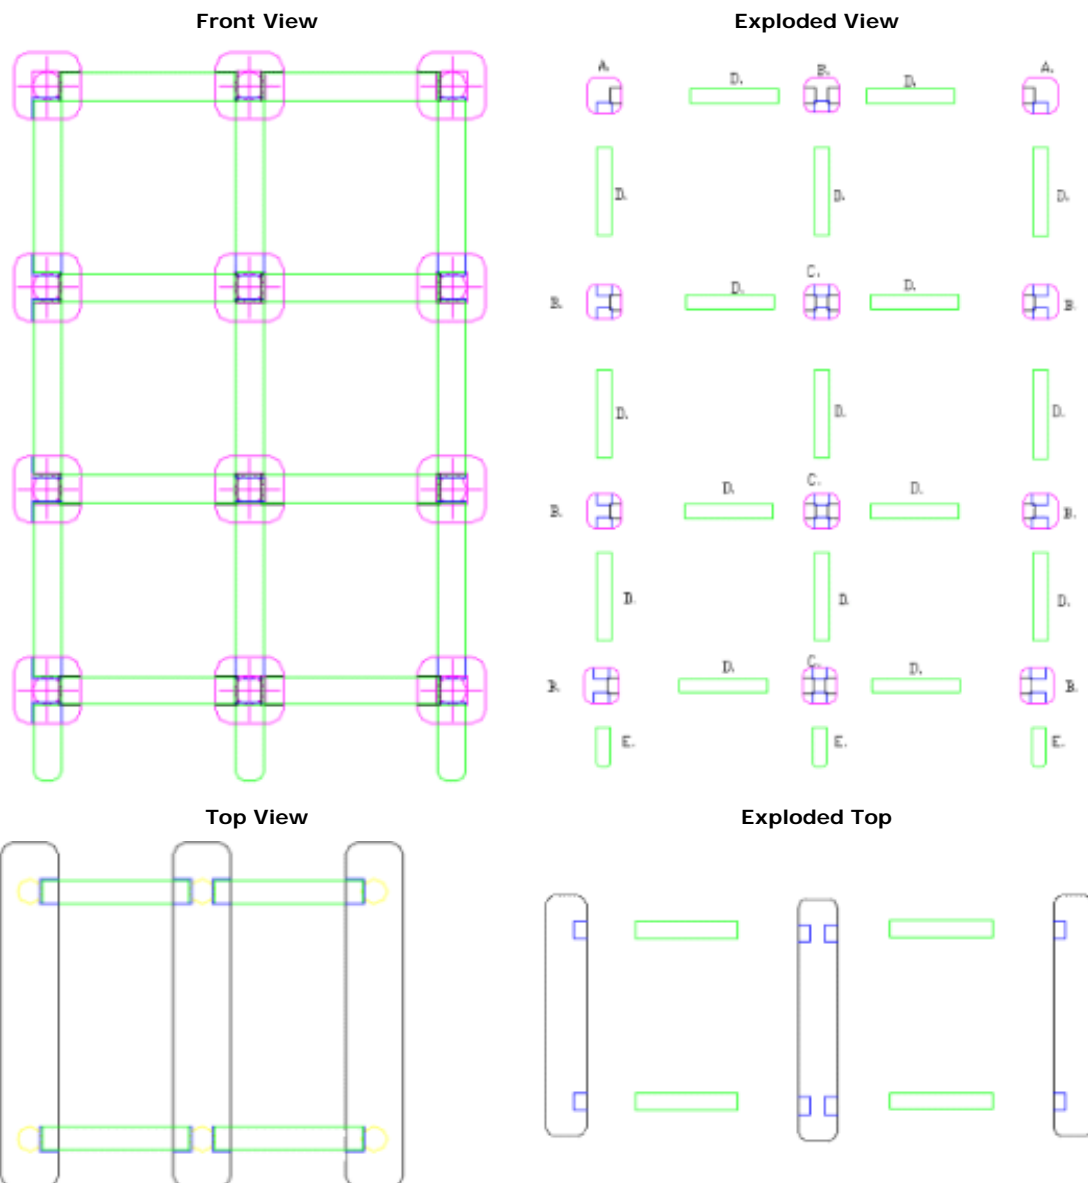 Front View
Exploded View
A. B. A.
D. D.
D. D. D.
C.
D. D.
B. B.
D. D. D.
C.
D. D.
B. B.
D. D. D.
C.
D. D.
B. B.
E. E. E.
Top View
Exploded Top